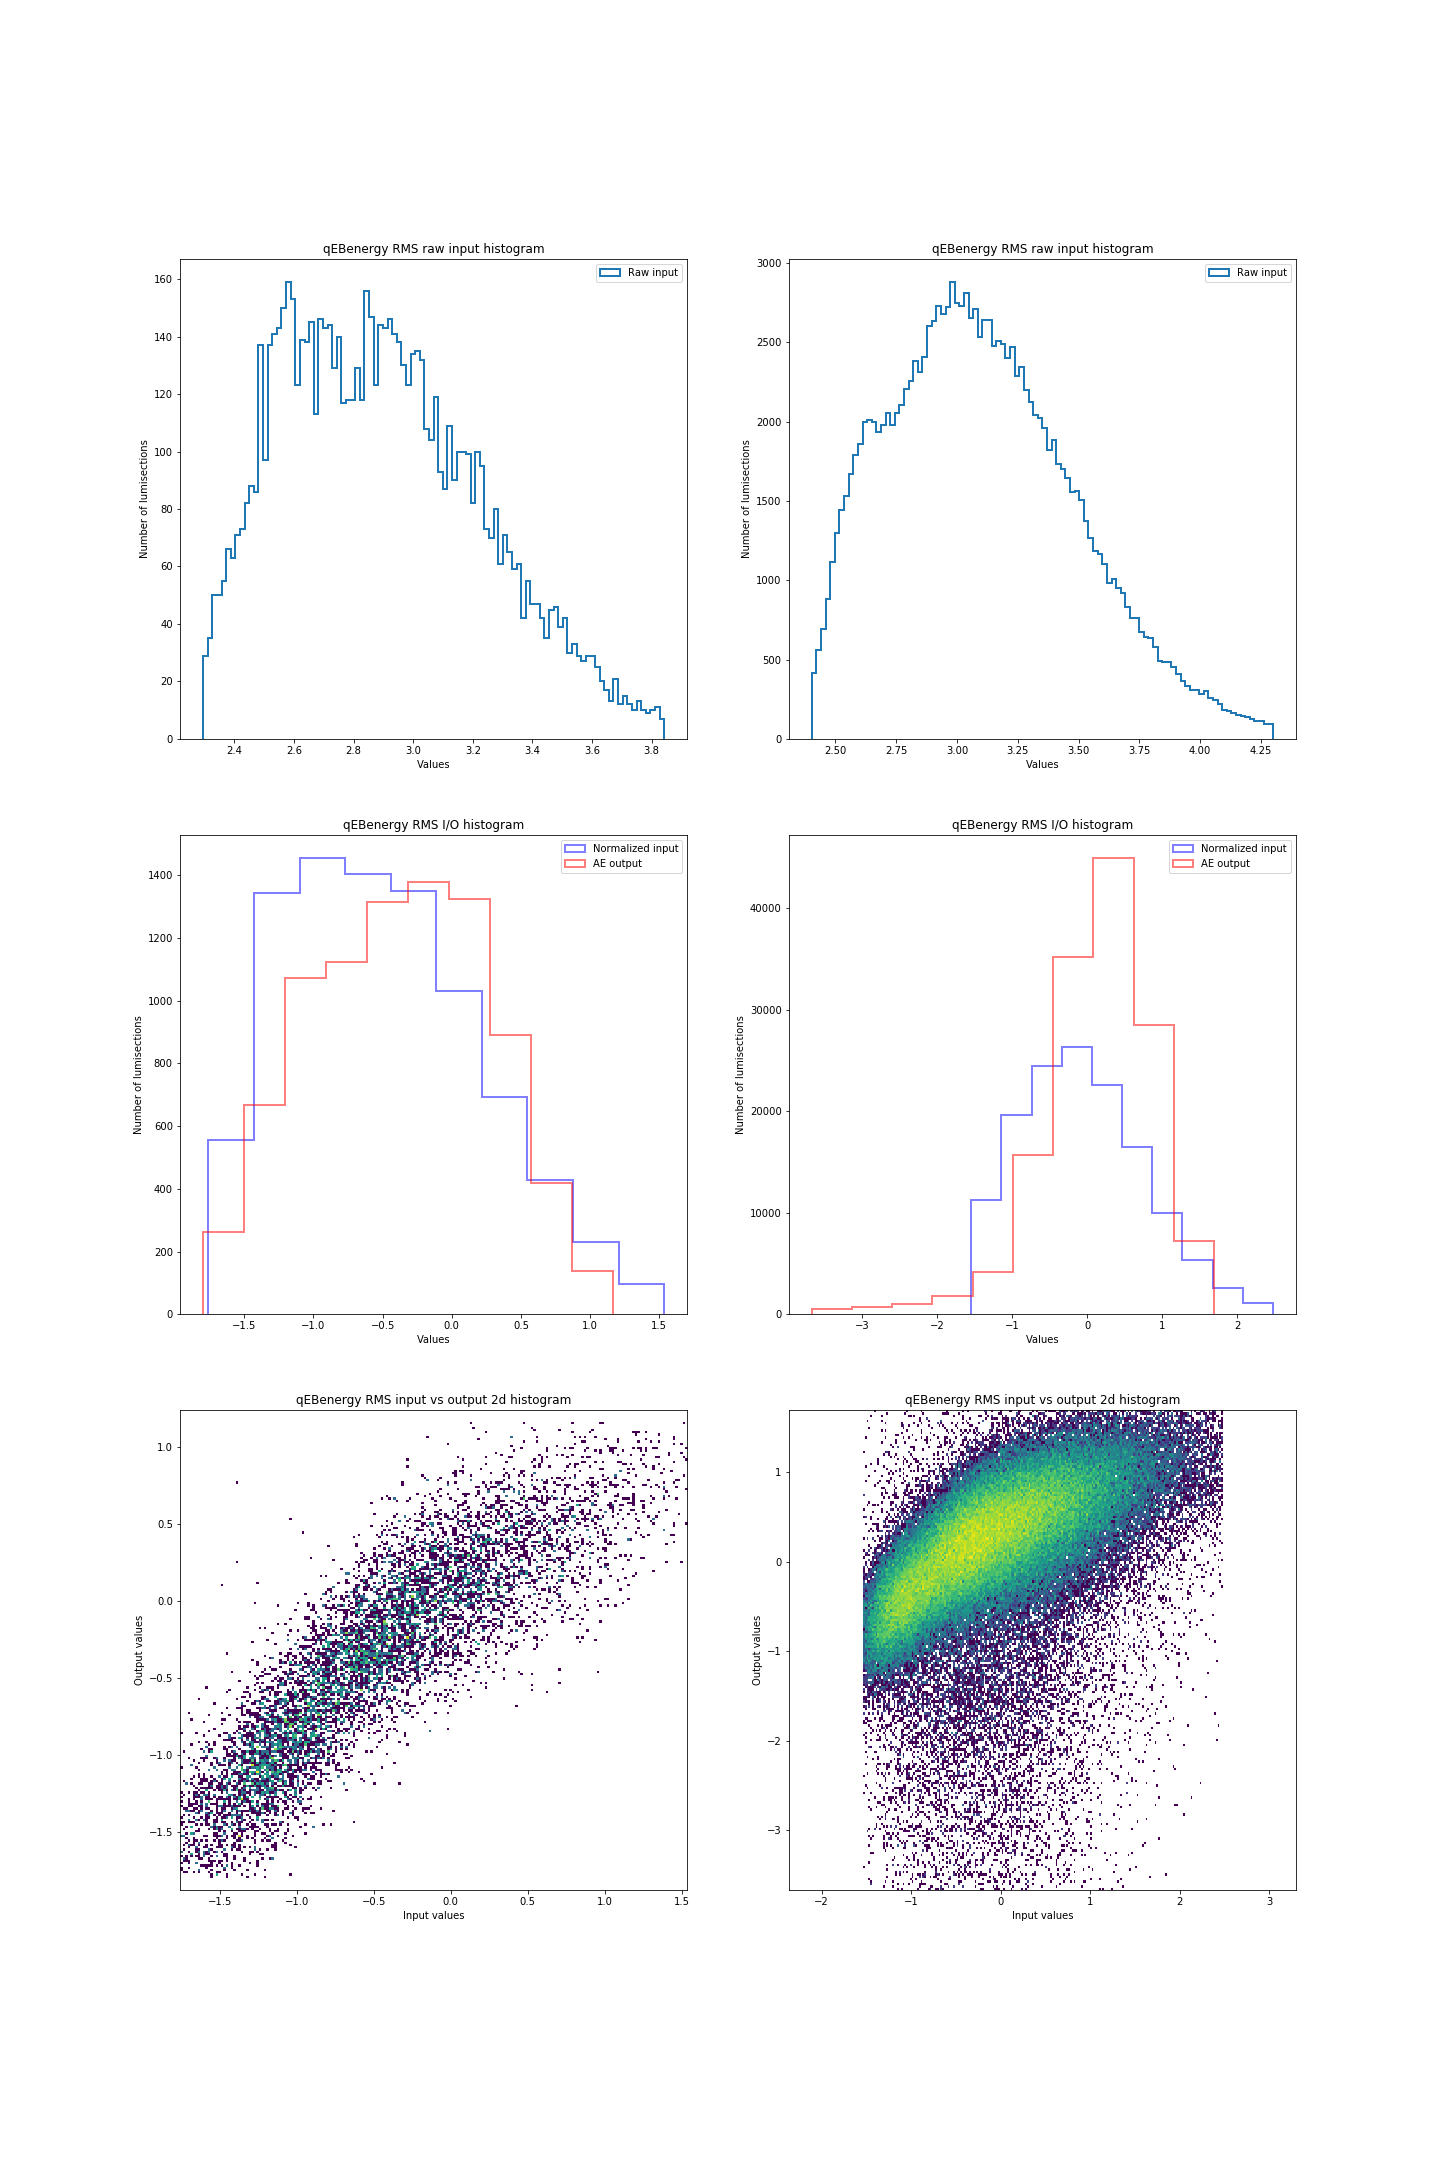 qEBenergy RMS raw input histogram
Raw input
160
140
120
100
80
60
40
20
0
Number of lumisections
2.4 2.6 2.8 3.0 3.2 3.4 3.6 3.8
Values
qEBenergy RMS raw input histogram
Raw input
3000
2500
2000
1500
1000
500
0
Number of lumisections
2.50 2.75 3.00 3.25 3.50 3.75 4.00 4.25
Values
qEBenergy RMS I/O histogram
Normalized input
AE output
1400
1200
1000
800
600
400
200
0
Number of lumisections
−1.5 −1.0 −0.5 0.0 0.5 1.0 1.5
Values
qEBenergy RMS I/O histogram
Normalized input
AE output
40000
30000
20000
10000
0
Number of lumisections
−3 −2 −1 0 1 2
Values
qEBenergy RMS input vs output 2d histogram
1.0
0.5
0.0
−0.5
−1.0
−1.5
Output values
−1.5 −1.0 −0.5 0.0 0.5 1.0 1.5
Input values
qEBenergy RMS input vs output 2d histogram
1
0
−1
−2
−3
Output values
−2 −1 0 1 2 3
Input values